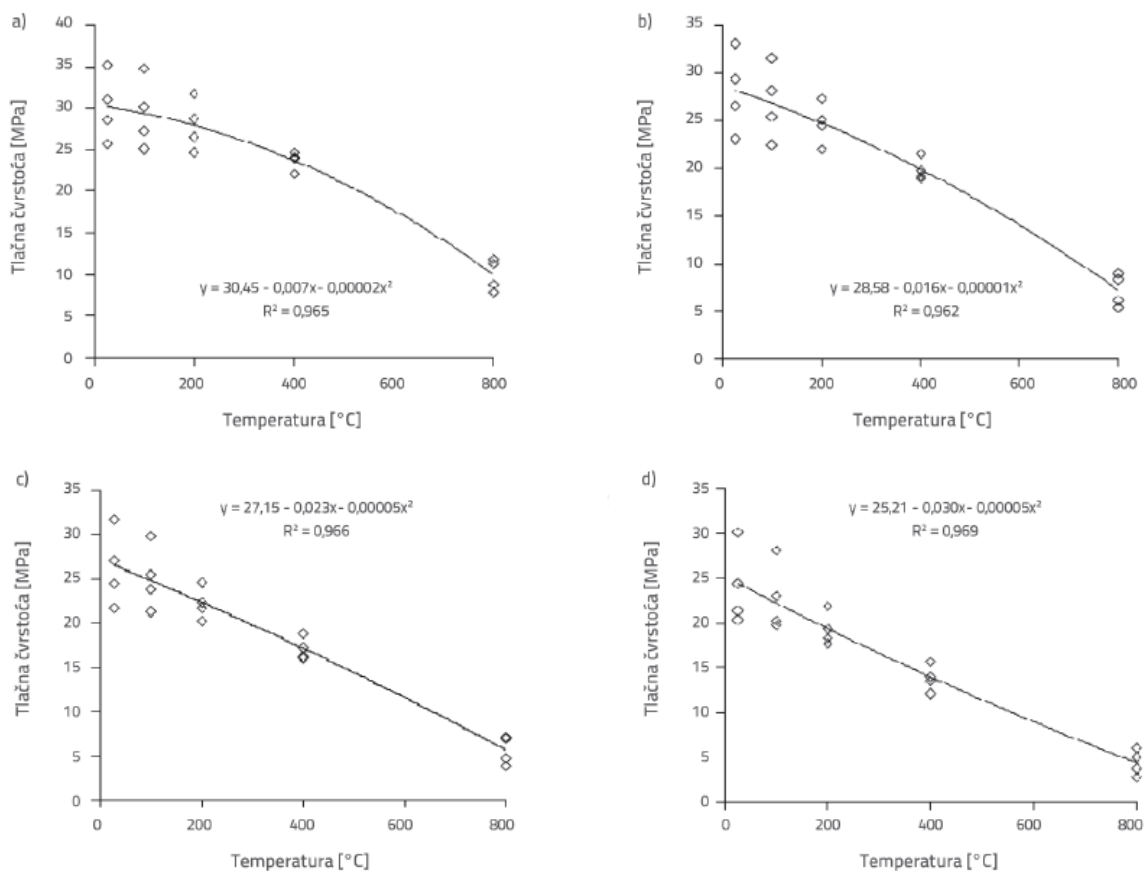 a)
40
35
30
25
20
15
10
5
0
Tlačna čvrstoća [MPa]
y = 30,45 - 0,007x- 0,00002x²
R² = 0,965
0 200 400 600 800
Temperatura [°C]
b)
35
30
25
20
15
10
5
0
Tlačna čvrstoća [MPa]
y = 28,58 - 0,016x- 0,00001x²
R² = 0,962
0 200 400 600 800
Temperatura [°C]
c)
35
30
25
20
15
10
5
0
Tlačna čvrstoća [MPa]
y = 27,15 - 0,023x- 0,00005x²
R² = 0,966
0 200 400 600 800
Temperatura [°C]
d)
35
30
25
20
15
10
5
0
Tlačna čvrstoća [MPa]
y = 25,21 - 0,030x- 0,00005x²
R² = 0,969
0 200 400 600 800
Temperatura [°C]